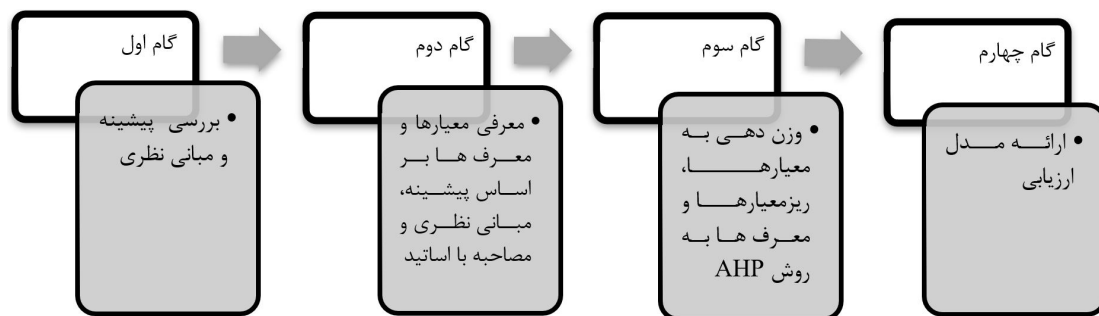 گام اول
• بررسی پیشینه
و مبانی نظری
گام دوم
• معرفی معیارها و
معرف ها بر
اساس پیشینه،
مبانی نظری و
مصاحبه با اساتید
گام سوم
• وزن دهی به
معیارها،
ریزمعیارها و
معرف ها به
روش AHP
گام چهارم
• ارائه مدل
ارزیابی